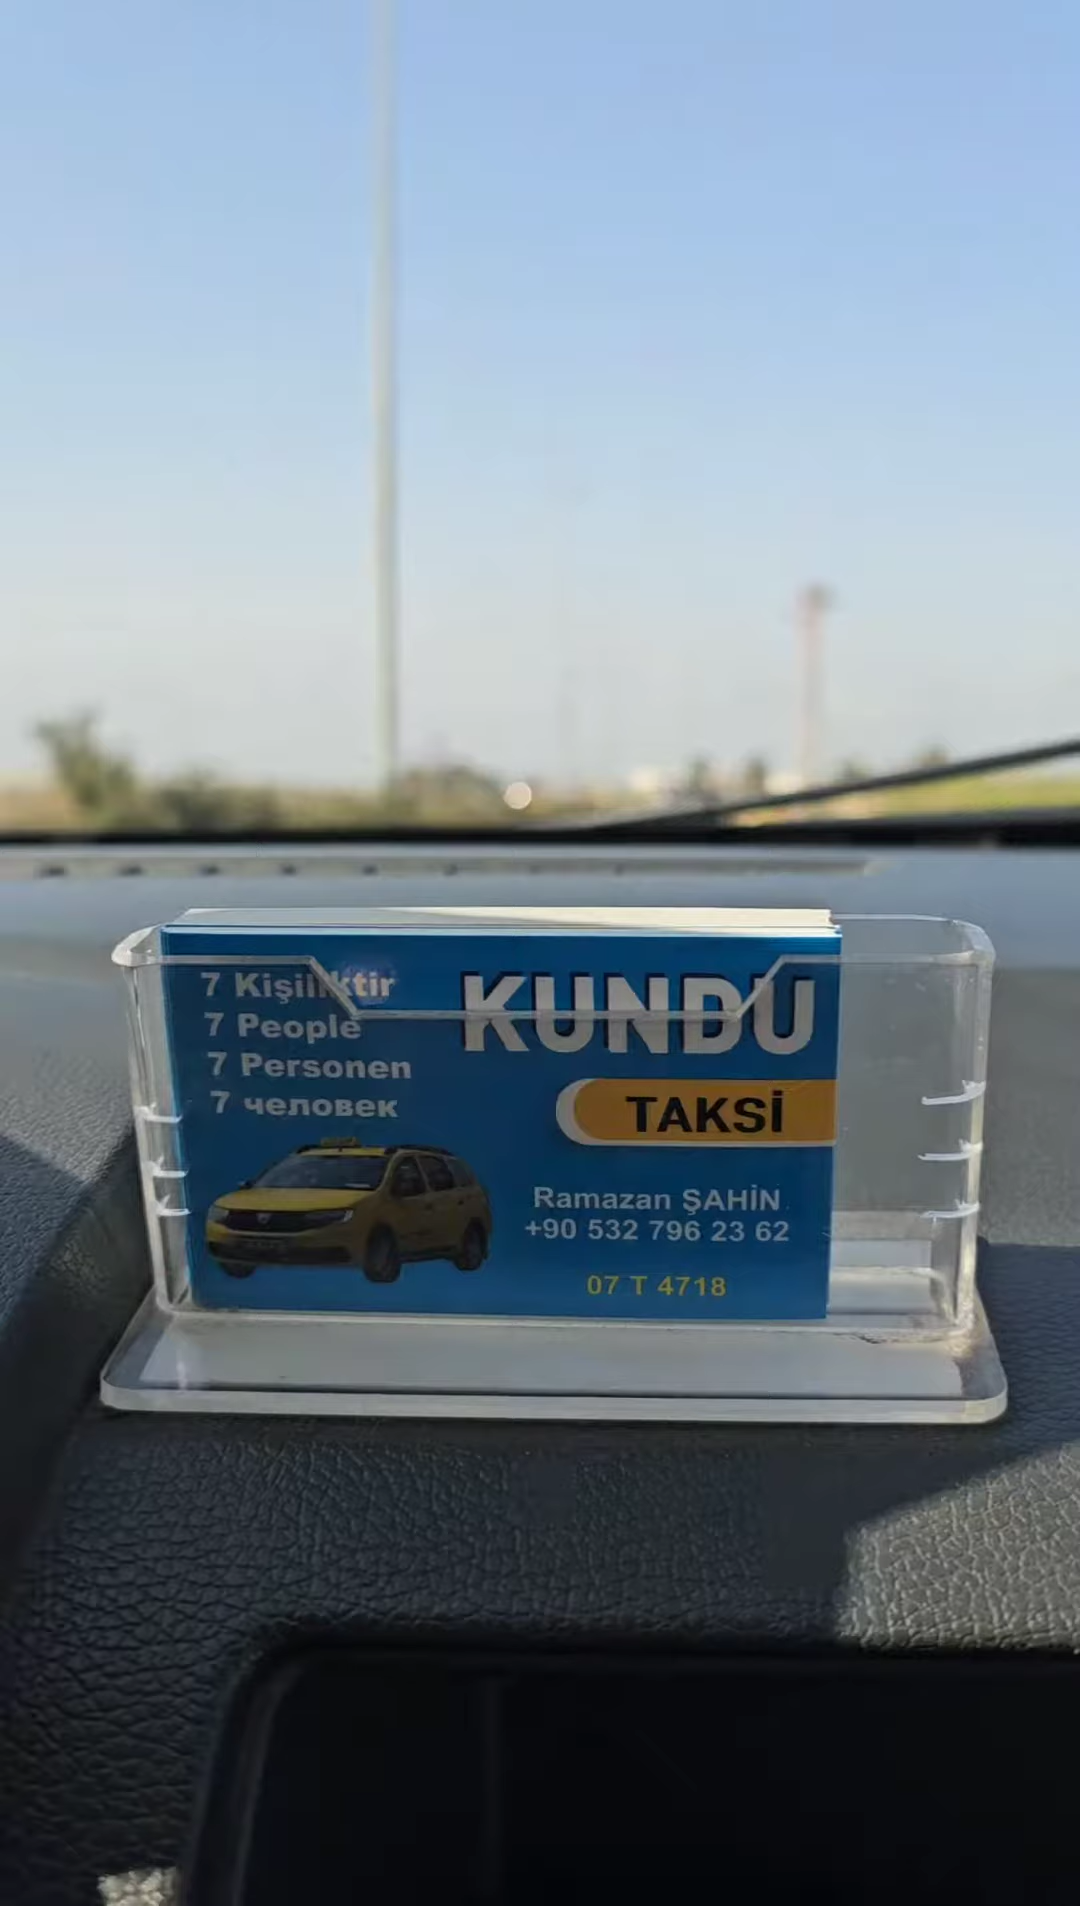 7 Kişiliktir
7 People
7 Personen
7 человек
KUNDU
TAKSİ
Ramazan ŞAHİN
+90 532 796 23 62
07 T 4718